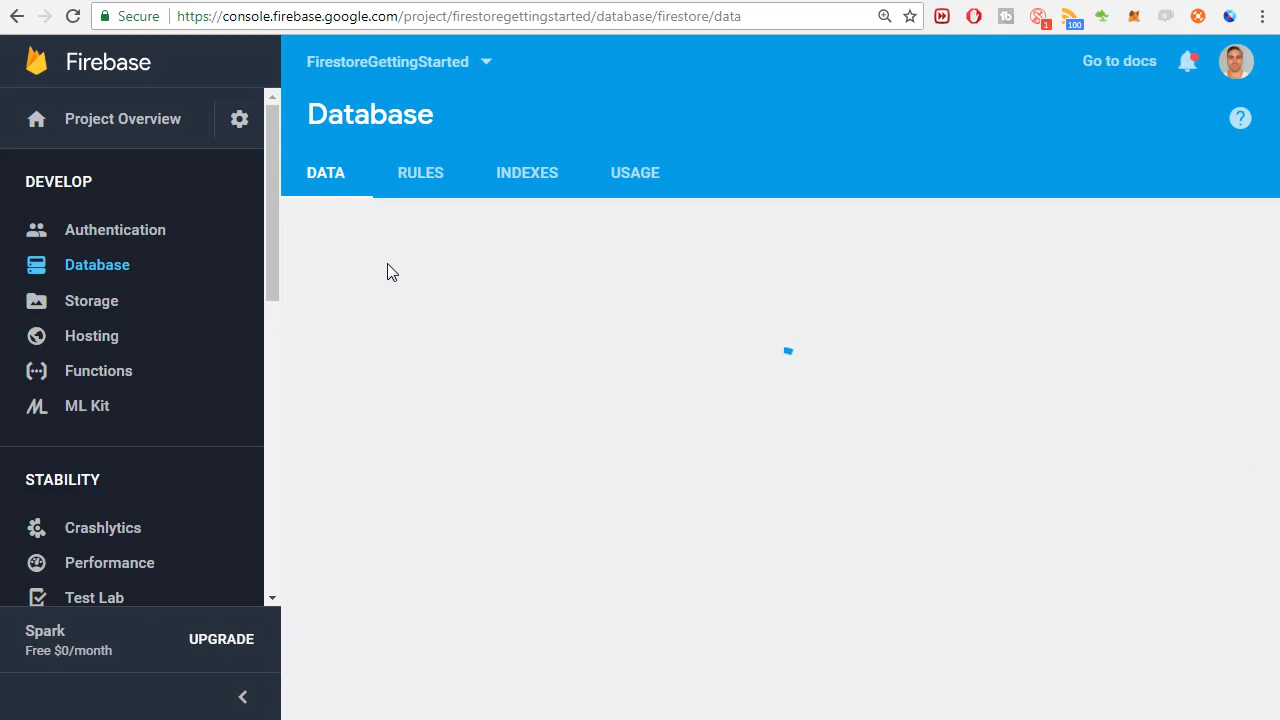 Secure
https://console.firebase.google.com/project/firestoregettingstarted/database/firestore/data
1
100
Firebase
FirestoreGettingStarted
Go to docs
Project Overview
Database
?
DATA
RULES
INDEXES
USAGE
DEVELOP
Authentication
Database
Storage
Hosting
Functions
ML Kit
STABILITY
Crashlytics
Performance
Test Lab
Spark
Free $0/month
UPGRADE